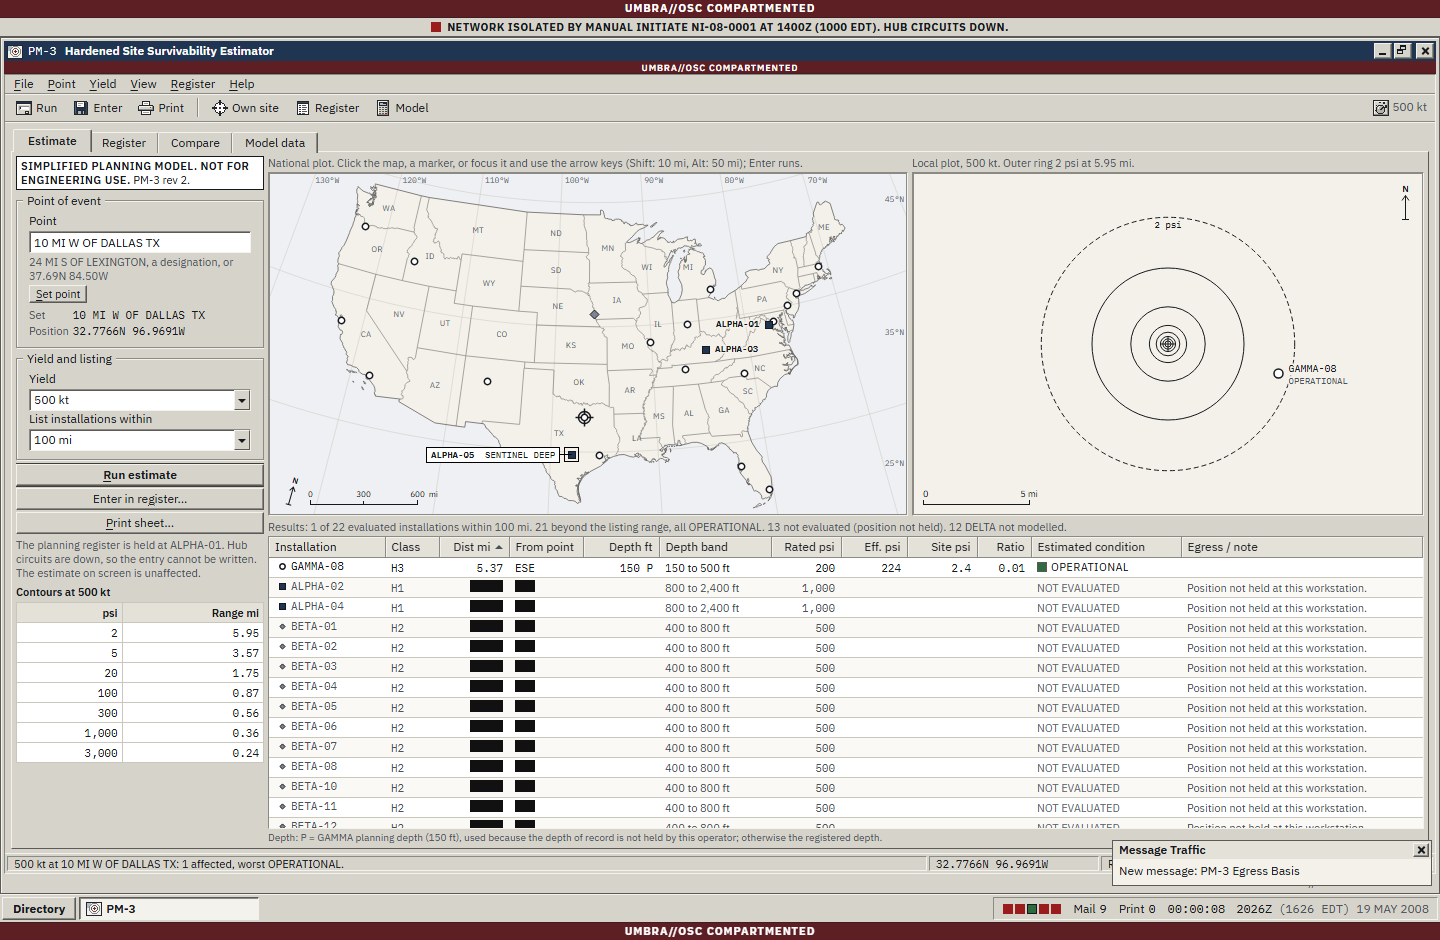 UMBRA//OSC COMPARTMENTED
NETWORK ISOLATED BY MANUAL INITIATE NI-08-0001 AT 1400Z (1000 EDT). HUB CIRCUITS DOWN.
PM-3 Hardened Site Survivability Estimator
UMBRA//OSC COMPARTMENTED
File Point Yield View Register Help
Run Enter Print Own site Register Model 500 kt
Estimate Register Compare Model data
SIMPLIFIED PLANNING MODEL. NOT FOR
ENGINEERING USE. PM-3 rev 2.
Point of event
Point
10 MI W OF DALLAS TX
24 MI S OF LEXINGTON, a designation, or
37.69N 84.50W
Set point
Set 10 MI W OF DALLAS TX
Position 32.7766N 96.9691W
Yield and listing
Yield
500 kt
List installations within
100 mi
Run estimate
Enter in register...
Print sheet...
The planning register is held at ALPHA-01. Hub
circuits are down, so the entry cannot be written.
The estimate on screen is unaffected.
Contours at 500 kt
psi Range mi
2 5.95
5 3.57
20 1.75
100 0.87
300 0.56
1,000 0.36
3,000 0.24
National plot. Click the map, a marker, or focus it and use the arrow keys (Shift: 10 mi, Alt: 50 mi); Enter runs.
130°W 120°W 110°W 100°W 90°W 80°W 70°W
45°N
35°N
25°N
WA
OR
ID
MT
ND
MN
WI
MI
ME
NY
SD
WY
NE
IA
PA
NV
UT
CO
KS
MO
IL
CA
AZ
OK
AR
NC
SC
MS
AL
GA
TX
LA
ALPHA-01
ALPHA-03
ALPHA-05 SENTINEL DEEP
N
0 300 600 mi
Local plot, 500 kt. Outer ring 2 psi at 5.95 mi.
N
2 psi
GAMMA-08
OPERATIONAL
0 5 mi
Results: 1 of 22 evaluated installations within 100 mi. 21 beyond the listing range, all OPERATIONAL. 13 not evaluated (position not held). 12 DELTA not modelled.
Installation Class Dist mi From point Depth ft Depth band Rated psi Eff. psi Site psi Ratio Estimated condition Egress / note
GAMMA-08 H3 5.37 ESE 150 P 150 to 500 ft 200 224 2.4 0.01 OPERATIONAL
ALPHA-02 H1 800 to 2,400 ft 1,000 NOT EVALUATED Position not held at this workstation.
ALPHA-04 H1 800 to 2,400 ft 1,000 NOT EVALUATED Position not held at this workstation.
BETA-01 H2 400 to 800 ft 500 NOT EVALUATED Position not held at this workstation.
BETA-02 H2 400 to 800 ft 500 NOT EVALUATED Position not held at this workstation.
BETA-03 H2 400 to 800 ft 500 NOT EVALUATED Position not held at this workstation.
BETA-04 H2 400 to 800 ft 500 NOT EVALUATED Position not held at this workstation.
BETA-05 H2 400 to 800 ft 500 NOT EVALUATED Position not held at this workstation.
BETA-06 H2 400 to 800 ft 500 NOT EVALUATED Position not held at this workstation.
BETA-07 H2 400 to 800 ft 500 NOT EVALUATED Position not held at this workstation.
BETA-08 H2 400 to 800 ft 500 NOT EVALUATED Position not held at this workstation.
BETA-10 H2 400 to 800 ft 500 NOT EVALUATED Position not held at this workstation.
BETA-11 H2 400 to 800 ft 500 NOT EVALUATED Position not held at this workstation.
BETA-12 H2 400 to 800 ft 500 NOT EVALUATED Position not held at this workstation.
Depth: P = GAMMA planning depth (150 ft), used because the depth of record is not held by this operator; otherwise the registered depth.
500 kt at 10 MI W OF DALLAS TX: 1 affected, worst OPERATIONAL.
32.7766N 96.9691W
Message Traffic
New message: PM-3 Egress Basis
Directory PM-3
Mail 9 Print 0 00:00:08 2026Z (1626 EDT) 19 MAY 2008
UMBRA//OSC COMPARTMENTED